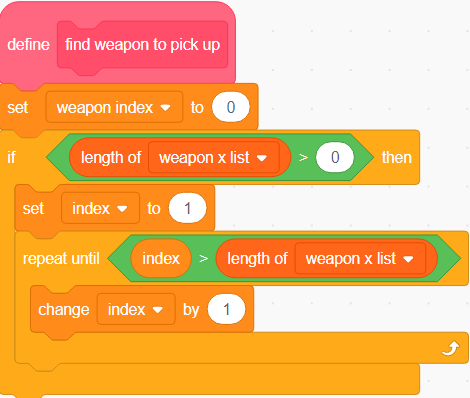 define find weapon to pick up
set weapon index to 0
if length of weapon x list > 0 then
set index to 1
repeat until index > length of weapon x list
change index by 1